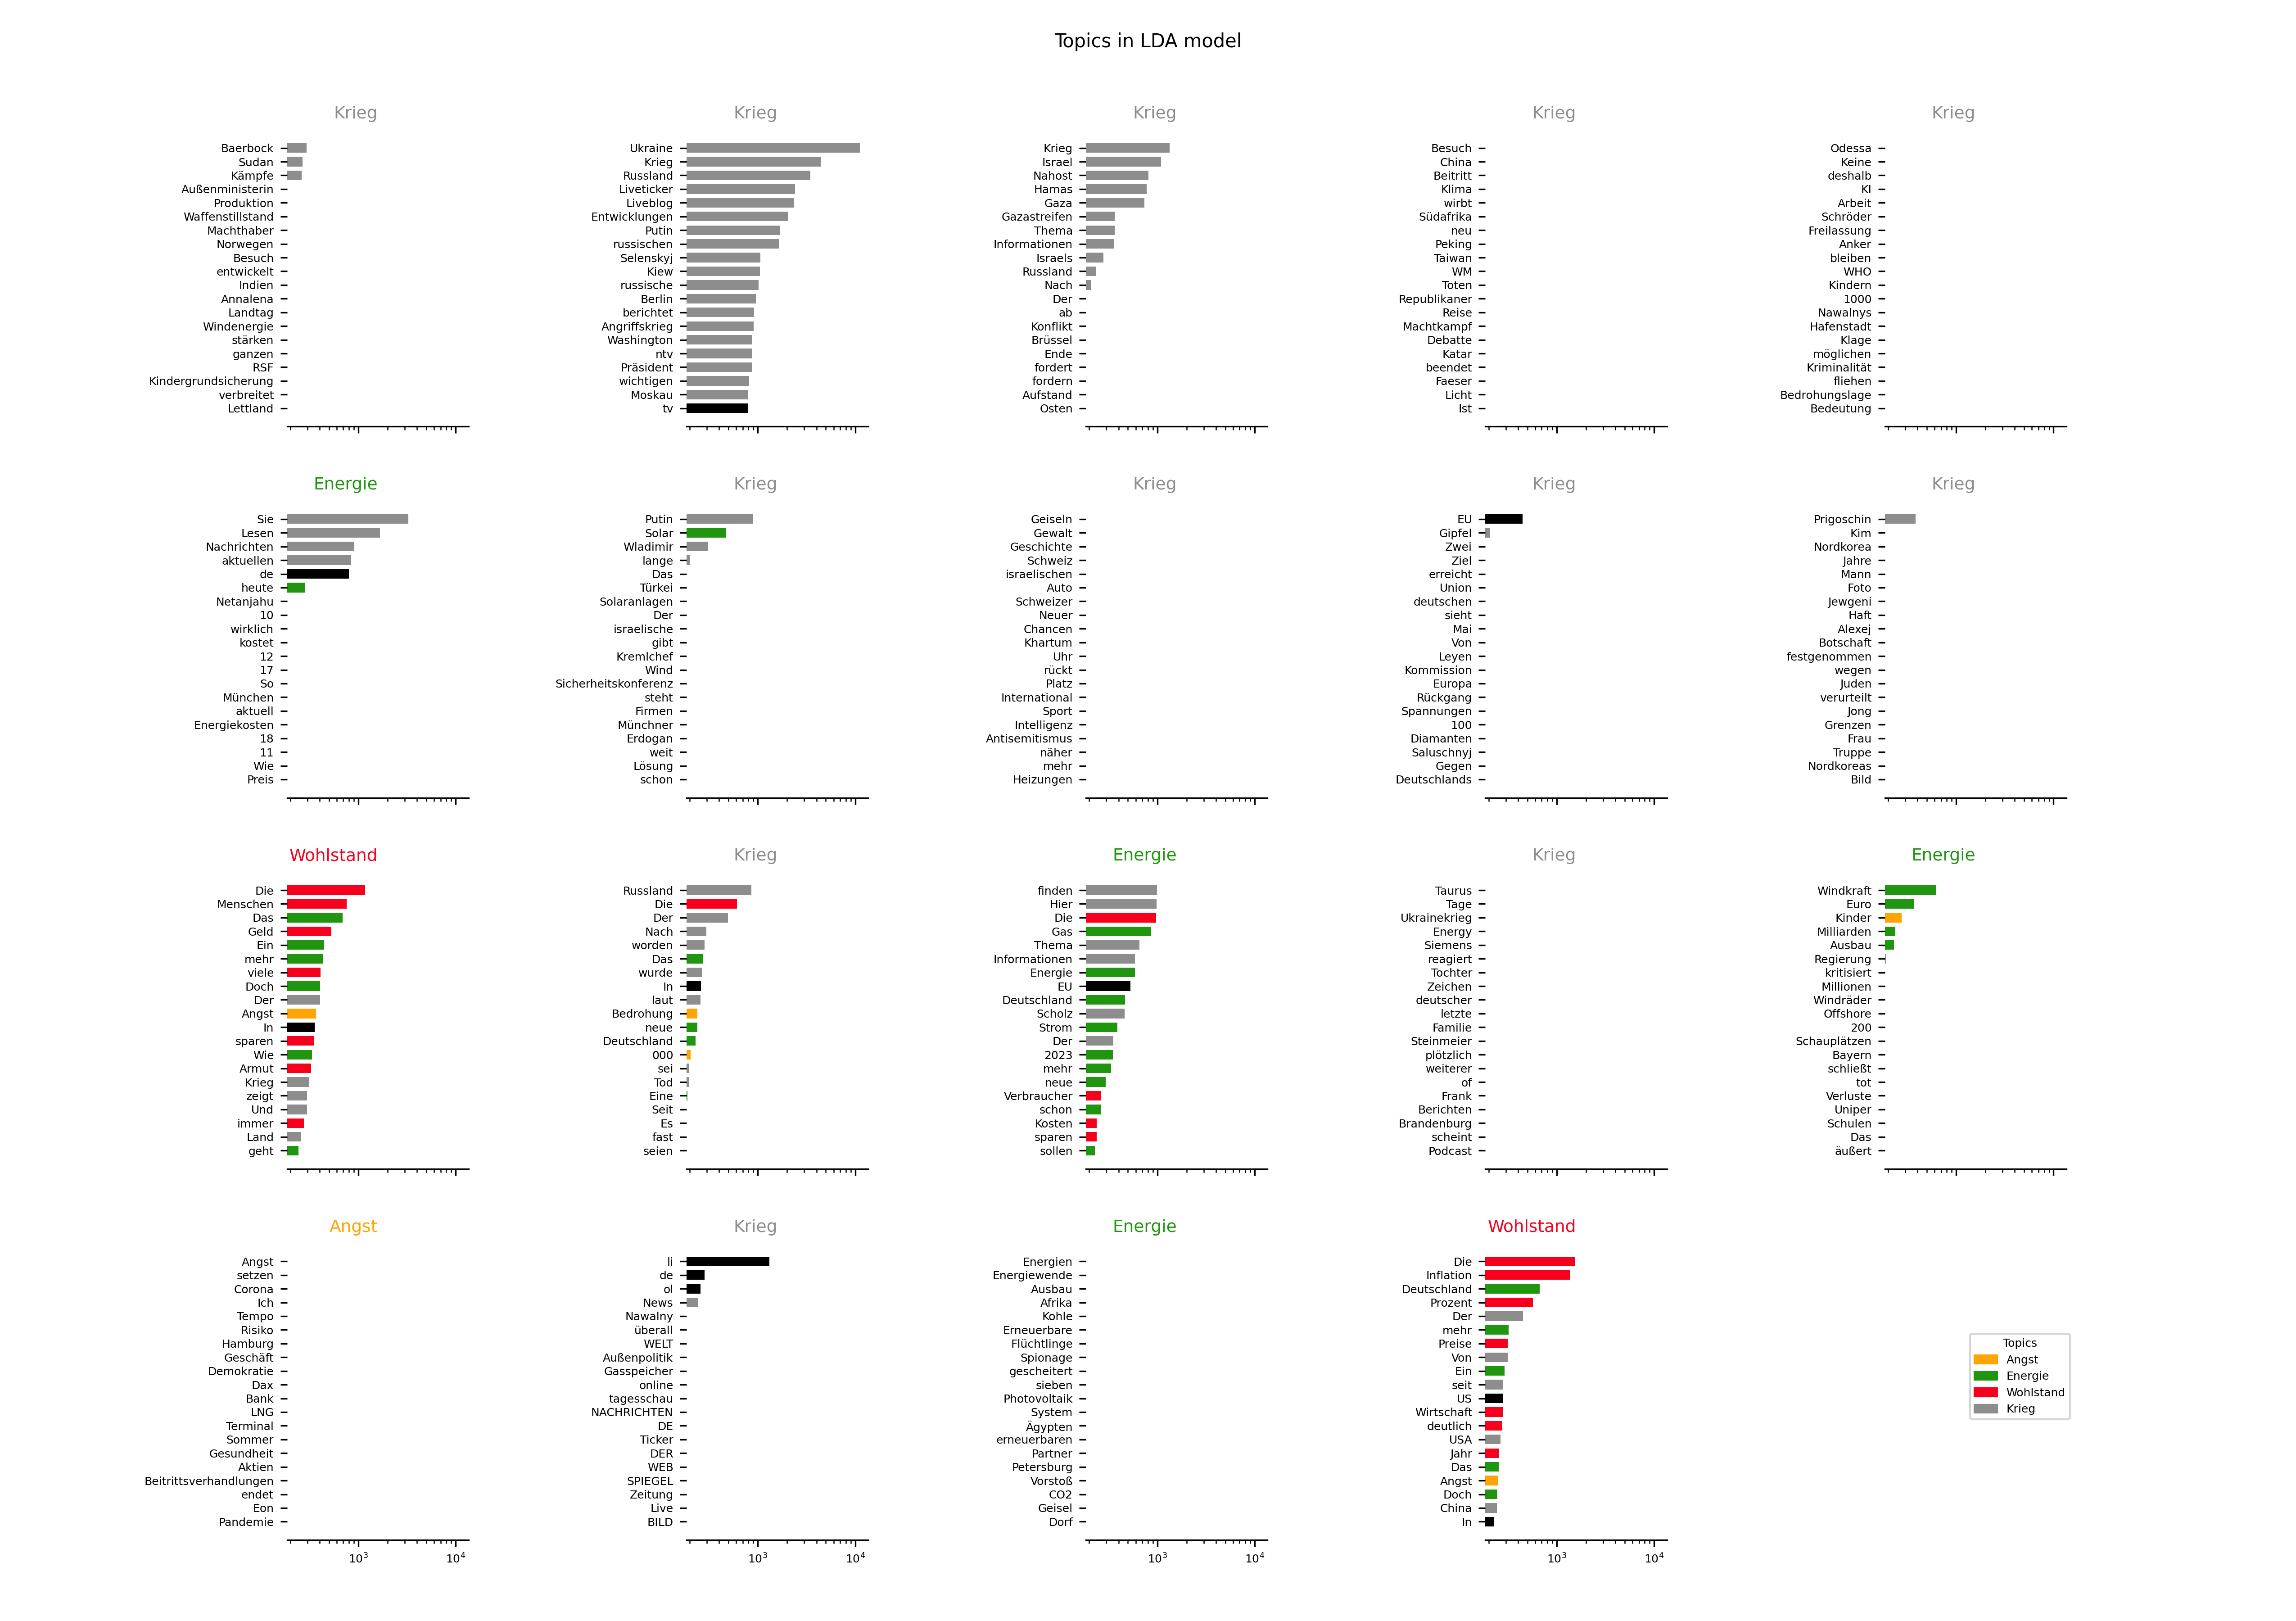 Topics in LDA model
Krieg
Baerbock
Sudan
Kämpfe
Außenministerin
Produktion
Waffenstillstand
Machthaber
Norwegen
Besuch
entwickelt
Indien
Annalena
Landtag
Windenergie
stärken
ganzen
RSF
Kindergrundsicherung
verbreitet
Lettland
Krieg
Ukraine
Krieg
Russland
Liveticker
Liveblog
Entwicklungen
Putin
russischen
Selenskyj
Kiew
russische
Berlin
berichtet
Angriffskrieg
Washington
ntv
Präsident
wichtigen
Moskau
tv
Krieg
Krieg
Israel
Nahost
Hamas
Gaza
Gazastreifen
Thema
Informationen
Israels
Russland
Nach
Der
ab
Konflikt
Brüssel
Ende
fordert
fordern
Aufstand
Osten
Krieg
Besuch
China
Beitritt
Klima
wirbt
Südafrika
neu
Peking
Taiwan
WM
Toten
Republikaner
Reise
Machtkampf
Debatte
Katar
beendet
Faeser
Licht
Ist
Krieg
Odessa
Keine
deshalb
KI
Arbeit
Schröder
Freilassung
Anker
bleiben
WHO
Kindern
1000
Nawalnys
Hafenstadt
Klage
möglichen
Kriminalität
fliehen
Bedrohungslage
Bedeutung
Energie
Sie
Lesen
Nachrichten
aktuellen
de
heute
Netanjahu
10
wirklich
kostet
12
17
So
München
aktuell
Energiekosten
18
11
Wie
Preis
Krieg
Putin
Solar
Wladimir
lange
Das
Türkei
Solaranlagen
Der
israelische
gibt
Kremlchef
Wind
Sicherheitskonferenz
steht
Firmen
Münchner
Erdogan
weit
Lösung
schon
Krieg
Geiseln
Gewalt
Geschichte
Schweiz
israelischen
Auto
Schweizer
Neuer
Chancen
Khartum
Uhr
rückt
Platz
International
Sport
Intelligenz
Antisemitismus
näher
mehr
Heizungen
Krieg
EU
Gipfel
Zwei
Ziel
erreicht
Union
deutschen
sieht
Mai
Von
Leyen
Kommission
Europa
Rückgang
Spannungen
100
Diamanten
Saluschnyj
Gegen
Deutschlands
Krieg
Prigoschin
Kim
Nordkorea
Jahre
Mann
Foto
Jewgeni
Haft
Alexej
Botschaft
festgenommen
wegen
Juden
verurteilt
Jong
Grenzen
Frau
Truppe
Nordkoreas
Bild
Wohlstand
Die
Menschen
Das
Geld
Ein
mehr
viele
Doch
Der
Angst
In
sparen
Wie
Armut
Krieg
zeigt
Und
immer
Land
geht
Krieg
Russland
Die
Der
Nach
worden
Das
wurde
In
laut
Bedrohung
neue
Deutschland
000
sei
Tod
Eine
Seit
Es
fast
seien
Energie
finden
Hier
Die
Gas
Thema
Informationen
Energie
EU
Deutschland
Scholz
Strom
Der
2023
mehr
neue
Verbraucher
schon
Kosten
sparen
sollen
Krieg
Taurus
Tage
Ukrainekrieg
Energy
Siemens
reagiert
Tochter
Zeichen
deutscher
letzte
Familie
Steinmeier
plötzlich
weiterer
of
Frank
Berichten
Brandenburg
scheint
Podcast
Energie
Windkraft
Euro
Kinder
Milliarden
Ausbau
Regierung
kritisiert
Millionen
Windräder
Offshore
200
Schauplätzen
Bayern
schließt
tot
Verluste
Uniper
Schulen
Das
äußert
Angst
Angst
setzen
Corona
Ich
Tempo
Risiko
Hamburg
Geschäft
Demokratie
Dax
Bank
LNG
Terminal
Sommer
Gesundheit
Aktien
Beitrittsverhandlungen
endet
Eon
Pandemie
10³ 10⁴
Krieg
li
de
ol
News
Nawalny
überall
WELT
Außenpolitik
Gasspeicher
online
tagesschau
NACHRICHTEN
DE
Ticker
DER
WEB
SPIEGEL
Zeitung
Live
BILD
10³ 10⁴
Energie
Energien
Energiewende
Ausbau
Afrika
Kohle
Erneuerbare
Flüchtlinge
Spionage
gescheitert
sieben
Photovoltaik
System
Ägypten
erneuerbaren
Partner
Petersburg
Vorstoß
CO2
Geisel
Dorf
10³ 10⁴
Wohlstand
Die
Inflation
Deutschland
Prozent
Der
mehr
Preise
Von
Ein
seit
US
Wirtschaft
deutlich
USA
Jahr
Das
Angst
Doch
China
In
10³ 10⁴
Topics
Angst
Energie
Wohlstand
Krieg